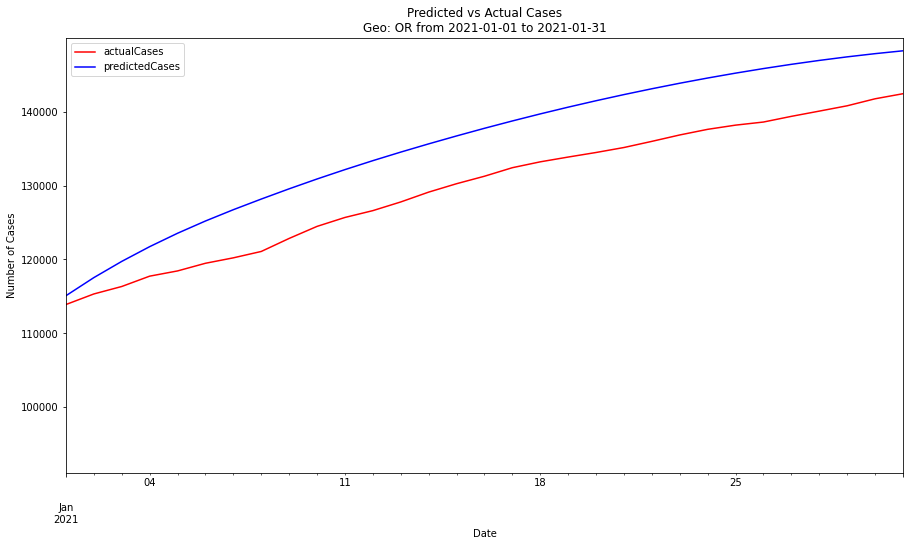 Predicted vs Actual Cases
Geo: OR from 2021-01-01 to 2021-01-31
actualCases
predictedCases
140000
130000
120000
110000
100000
Number of Cases
04
11
18
25
Jan
2021
Date